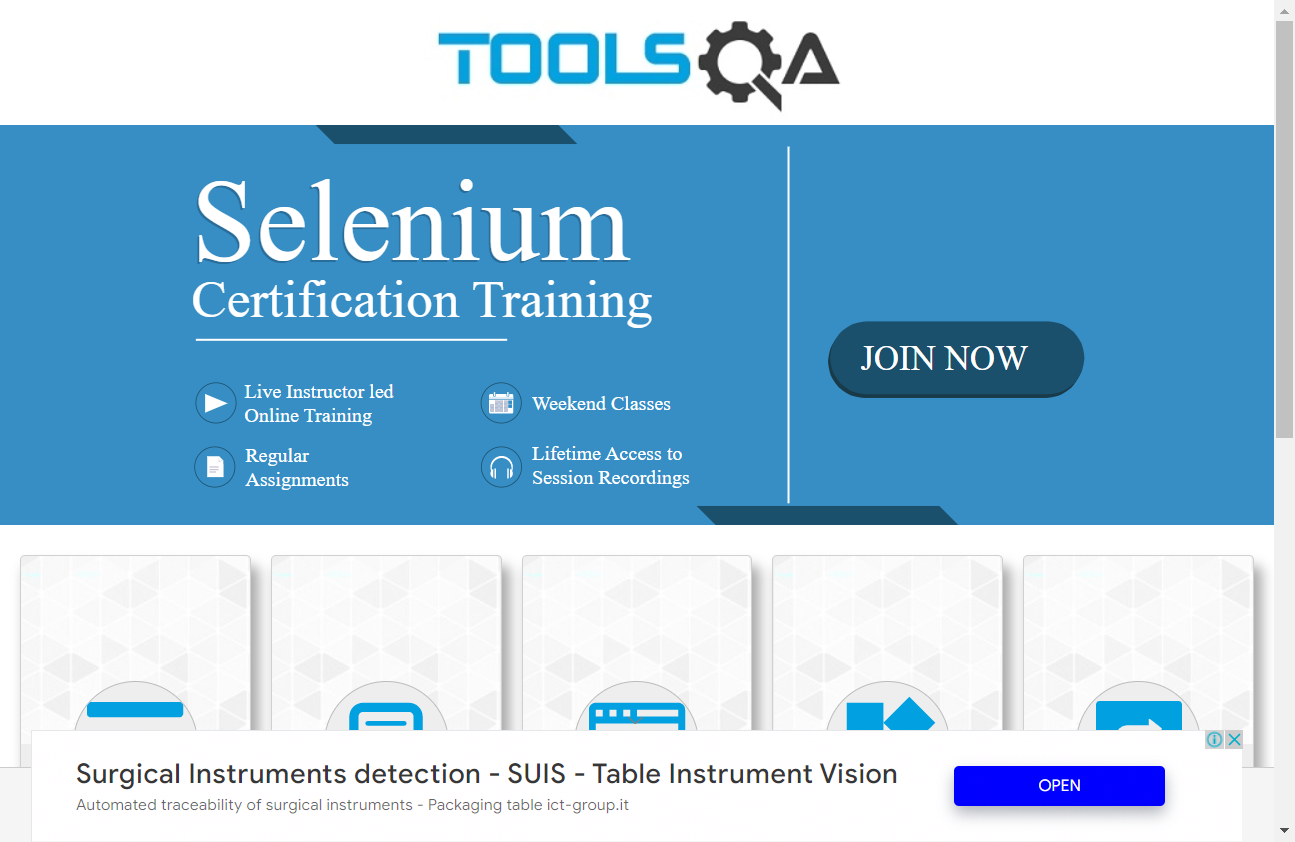 TOOLSQA
Selenium
Certification Training
JOIN NOW
Live Instructor led
Online Training
Weekend Classes
Regular
Assignments
Lifetime Access to
Session Recordings
Surgical Instruments detection - SUIS - Table Instrument Vision
Automated traceability of surgical instruments - Packaging table ict-group.it
OPEN